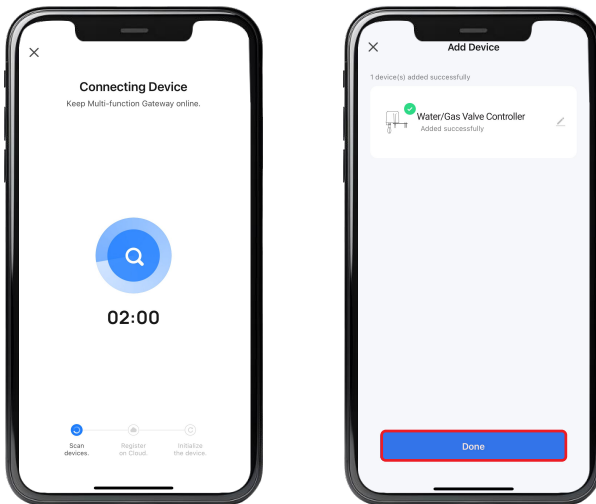 Connecting Device
Keep Multi-function Gateway online.
02:00
Scan
devices.
Register
on Cloud.
Initialize
the device.
Add Device
1 device(s) added successfully
Water/Gas Valve Controller
Added successfully
Done